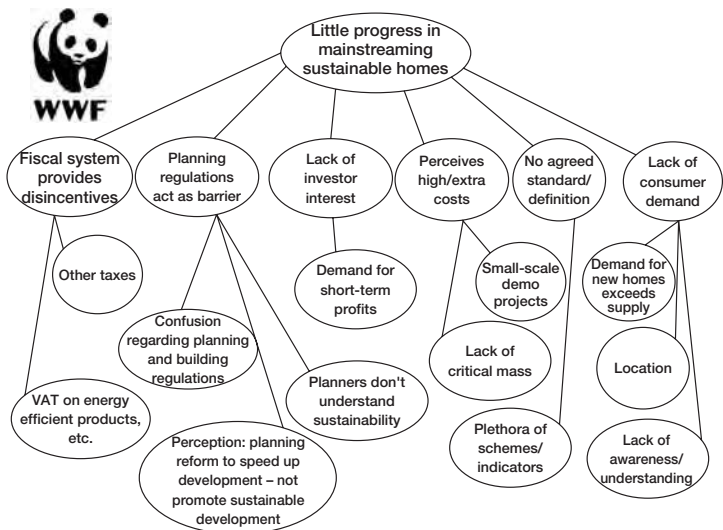 WWF
Little progress in
mainstreaming
sustainable homes
Fiscal system
provides
disincentives
Planning
regulations
act as barrier
Lack of
investor
interest
Perceives
high/extra
costs
No agreed
standard/
definition
Lack of
consumer
demand
Other taxes
Demand for
short-term
profits
Small-scale
demo
projects
Demand for
new homes
exceeds
supply
Confusion
regarding planning
and building
regulations
Lack of
critical mass
Location
VAT on energy
efficient products,
etc.
Planners don't
understand
sustainability
Perception: planning
reform to speed up
development – not
promote sustainable
development
Plethora of
schemes/
indicators
Lack of
awareness/
understanding